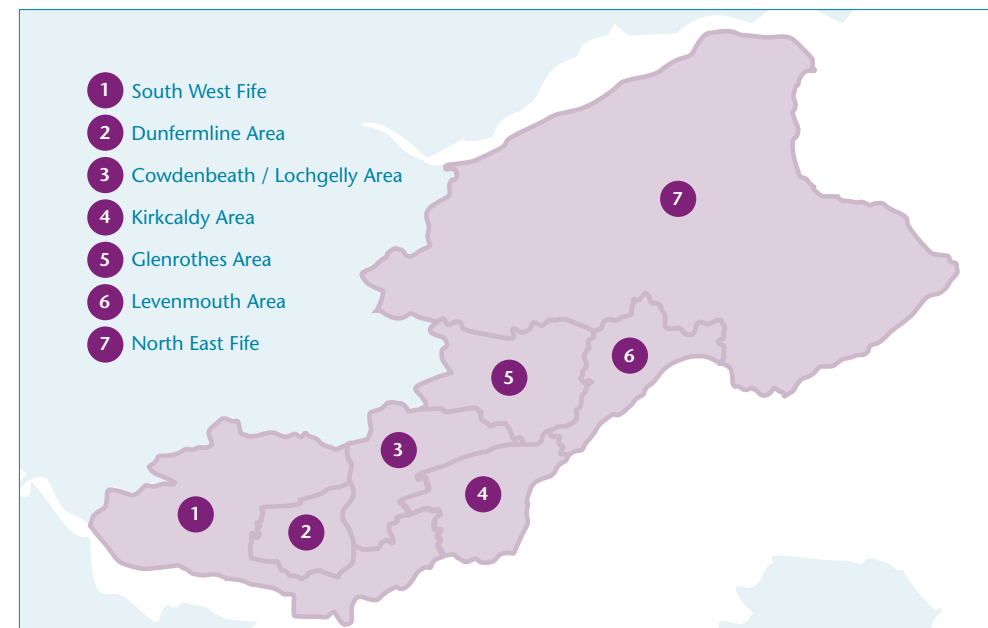 1 South West Fife
2 Dunfermline Area
3 Cowdenbeath / Lochgelly Area
4 Kirkcaldy Area
5 Glenrothes Area
6 Levenmouth Area
7 North East Fife
7
6
5
3
4
1
2